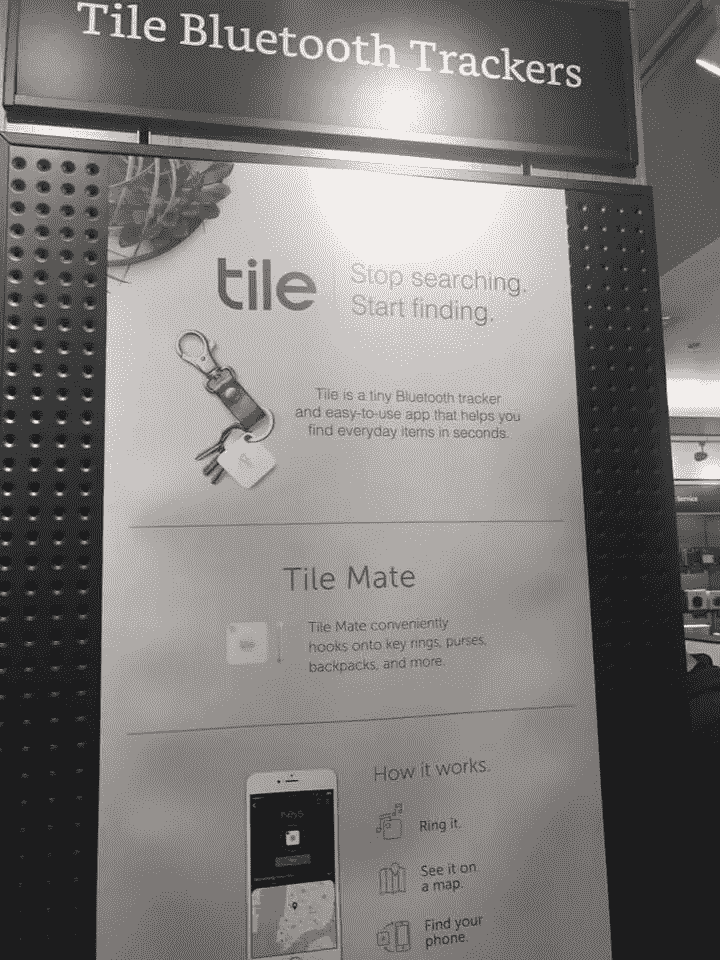 Tile Bluetooth Trackers
tile
Stop searching.
Start finding.
Tile is a tiny Bluetooth tracker
and easy-to-use app that helps you
find everyday items in seconds.
Tile Mate
Tile Mate conveniently
hooks onto key rings, purses,
backpacks, and more.
How it works.
Keys
Ring it.
See it on
a map.
Find your
phone.
Service